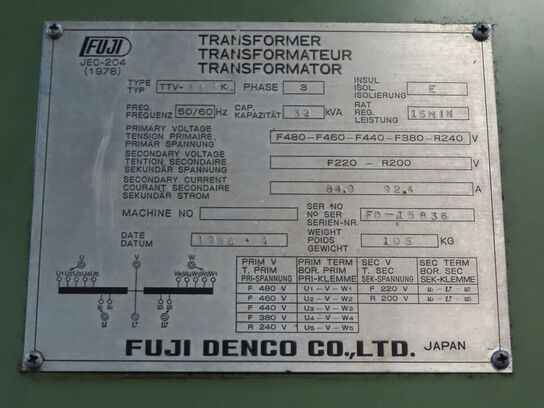 FUJI
JEC-204
(1978)
TRANSFORMER
TRANSFORMATEUR
TRANSFORMATOR
TYPE
TYP
TTV- K
PHASE 3
INSUL
ISOL.
ISOLIERUNG
E
FREQ.
FREQUENZ
50/60 Hz
CAP.
KAPAZITÄT
32 KVA
RAT
REG.
LEISTUNG
15MIN
PRIMARY VOLTAGE
TENSION PRIMAIRE.
PRIMÄR SPANNUNG
F480-F460-F440-F380-R240 V
SECONDARY VOLTAGE
TENTION SECONDAIRE
SEKUNDÄR SPANNUNG
F220 - R200 V
SECONDARY CURRENT
COURANT SECONDAIRE
SEKUNDÄR STROM
84.0 92.4 A
MACHINE NO
SER NO
Nº SER
SERIEN-NR.
FD-15836
DATE
DATUM
WEIGHT
POIDS
GEWICHT
105 KG
U V W
U1U2U3U4U5
W5W4W3W2W1
u v w
PRIM V
T. PRIM
PRI-SPANNUNG
PRIM TERM
BOR. PRIM
PRI-KLEMME
SEC V
T. SEC
SEK-SPANNUNG
SEC TERM
BOR. SEC
SEK-KLEMME
F 480 V U1-V-W1 F 220 V
F 460 V U2-V-W2 R 200 V
F 440 V U3-V-W3
F 380 V U4-V-W4
R 240 V U5-V-W5
FUJI DENCO CO.,LTD. JAPAN